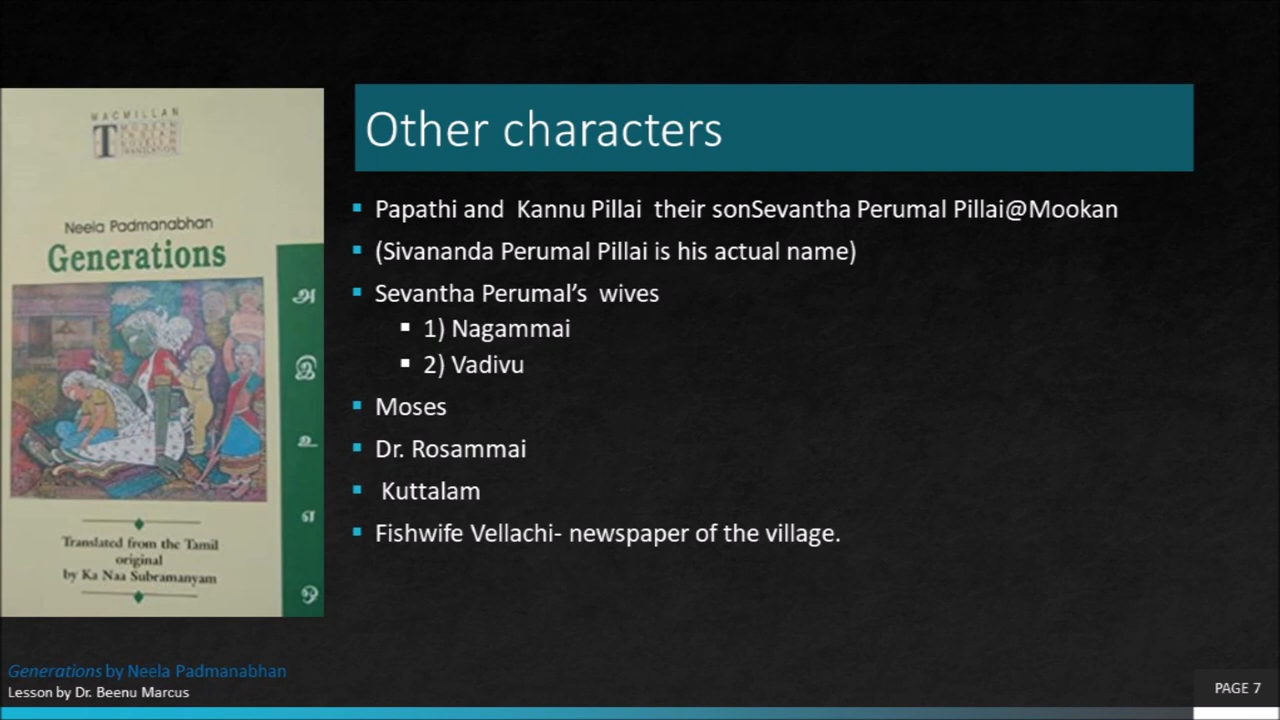 MACMILLAN
MODERN
INDIAN
NOVELS IN
TRANSLATION
Neela Padmanabhan
Generations
அ
இ
உ
எ
ஒ
Translated from the Tamil
original
by Ka Naa Subramanyam
Other characters
Papathi and Kannu Pillai their sonSevantha Perumal Pillai@Mookan
(Sivananda Perumal Pillai is his actual name)
Sevantha Perumal’s wives
1) Nagammai
2) Vadivu
Moses
Dr. Rosammai
Kuttalam
Fishwife Vellachi- newspaper of the village.
Generations by Neela Padmanabhan
Lesson by Dr. Beenu Marcus
PAGE 7